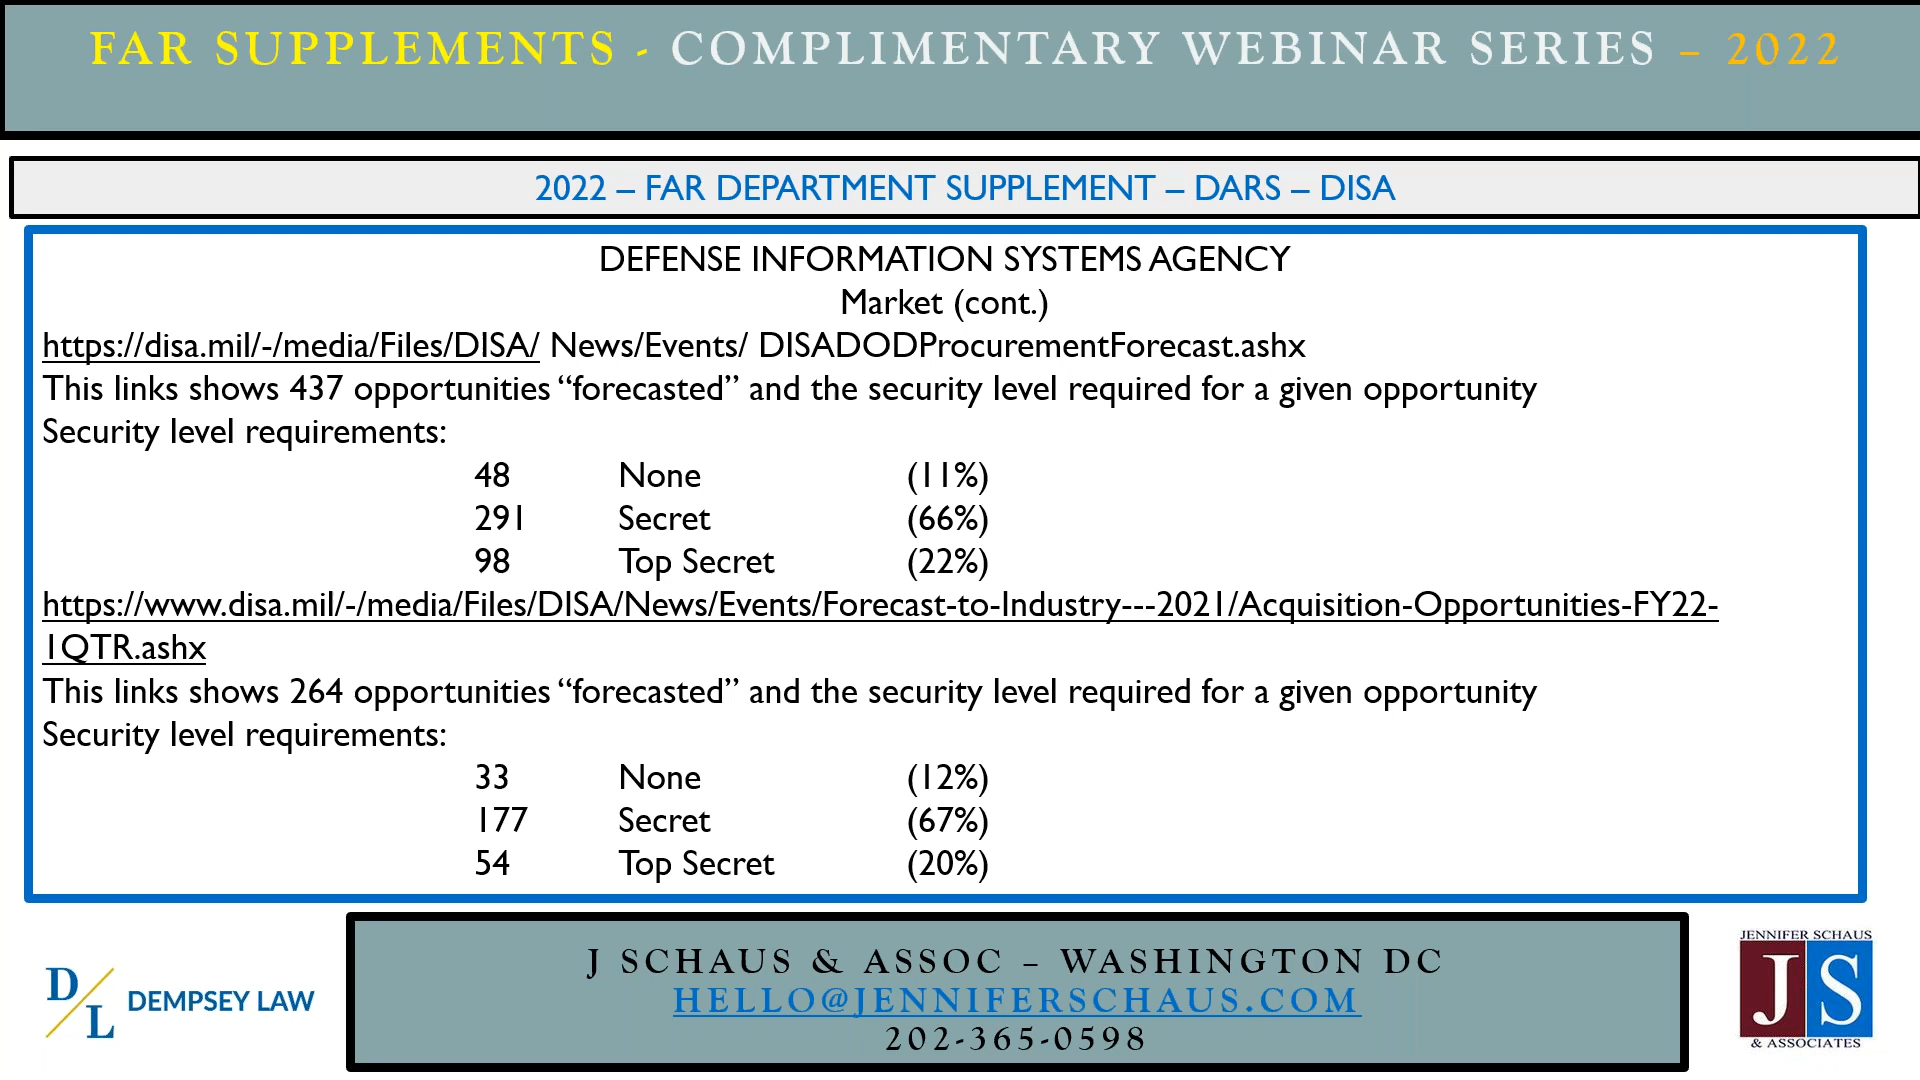 FAR SUPPLEMENTS - COMPLIMENTARY WEBINAR SERIES – 2022
2022 – FAR DEPARTMENT SUPPLEMENT – DARS – DISA
DEFENSE INFORMATION SYSTEMS AGENCY
Market (cont.)
https://disa.mil/-/media/Files/DISA/ News/Events/ DISADODProcurementForecast.ashx
This links shows 437 opportunities “forecasted” and the security level required for a given opportunity
Security level requirements:
48 None (11%)
291 Secret (66%)
98 Top Secret (22%)
https://www.disa.mil/-/media/Files/DISA/News/Events/Forecast-to-Industry---2021/Acquisition-Opportunities-FY22-
1QTR.ashx
This links shows 264 opportunities “forecasted” and the security level required for a given opportunity
Security level requirements:
33 None (12%)
177 Secret (67%)
54 Top Secret (20%)
DL DEMPSEY LAW
J SCHAUS & ASSOC – WASHINGTON DC
HELLO@JENNIFERSCHAUS.COM
202-365-0598
JENNIFER SCHAUS
JS
& ASSOCIATES